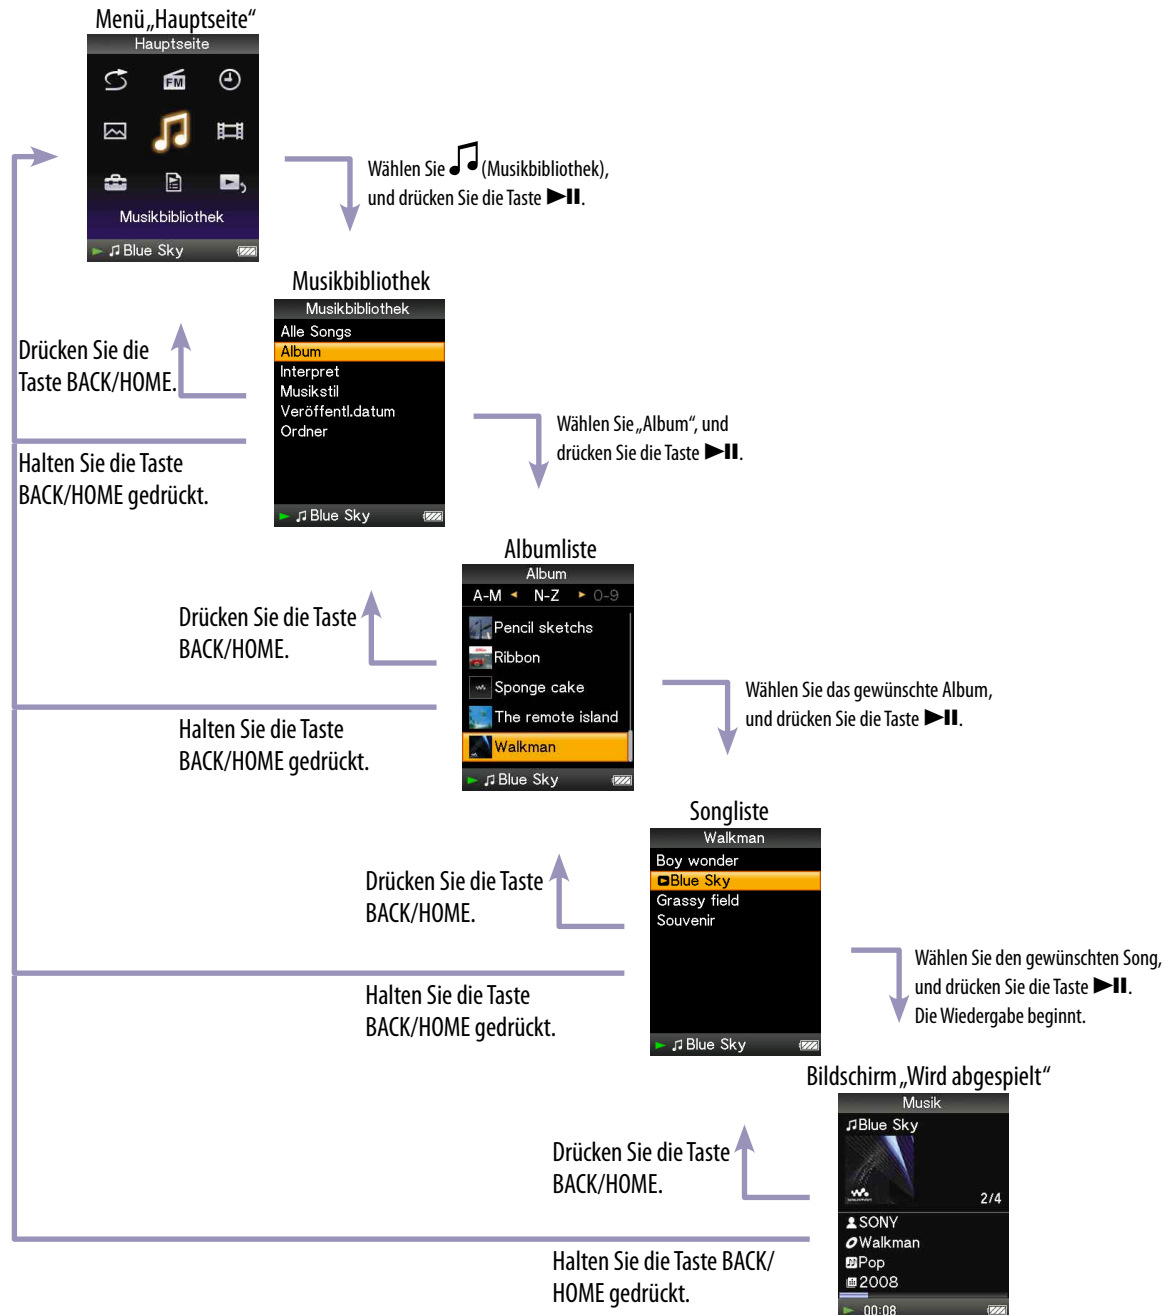 Menü „Hauptseite“
Hauptseite
FM
Musikbibliothek
Blue Sky
Wählen Sie (Musikbibliothek),
und drücken Sie die Taste ►II.
Musikbibliothek
Musikbibliothek
Alle Songs
Album
Interpret
Musikstil
Veröffentl.datum
Ordner
Blue Sky
Drücken Sie die
Taste BACK/HOME.
Halten Sie die Taste
BACK/HOME gedrückt.
Wählen Sie „Album“, und
drücken Sie die Taste ►II.
Albumliste
Album
A-M N-Z 0-9
Pencil sketchs
Ribbon
Sponge cake
The remote island
Walkman
Blue Sky
Drücken Sie die Taste
BACK/HOME.
Halten Sie die Taste
BACK/HOME gedrückt.
Wählen Sie das gewünschte Album,
und drücken Sie die Taste ►II.
Songliste
Walkman
Boy wonder
Blue Sky
Grassy field
Souvenir
Blue Sky
Drücken Sie die Taste
BACK/HOME.
Halten Sie die Taste
BACK/HOME gedrückt.
Wählen Sie den gewünschten Song,
und drücken Sie die Taste ►II.
Die Wiedergabe beginnt.
Bildschirm „Wird abgespielt“
Musik
Blue Sky
2/4
SONY
Walkman
Pop
2008
00:08
Drücken Sie die Taste
BACK/HOME.
Halten Sie die Taste BACK/
HOME gedrückt.